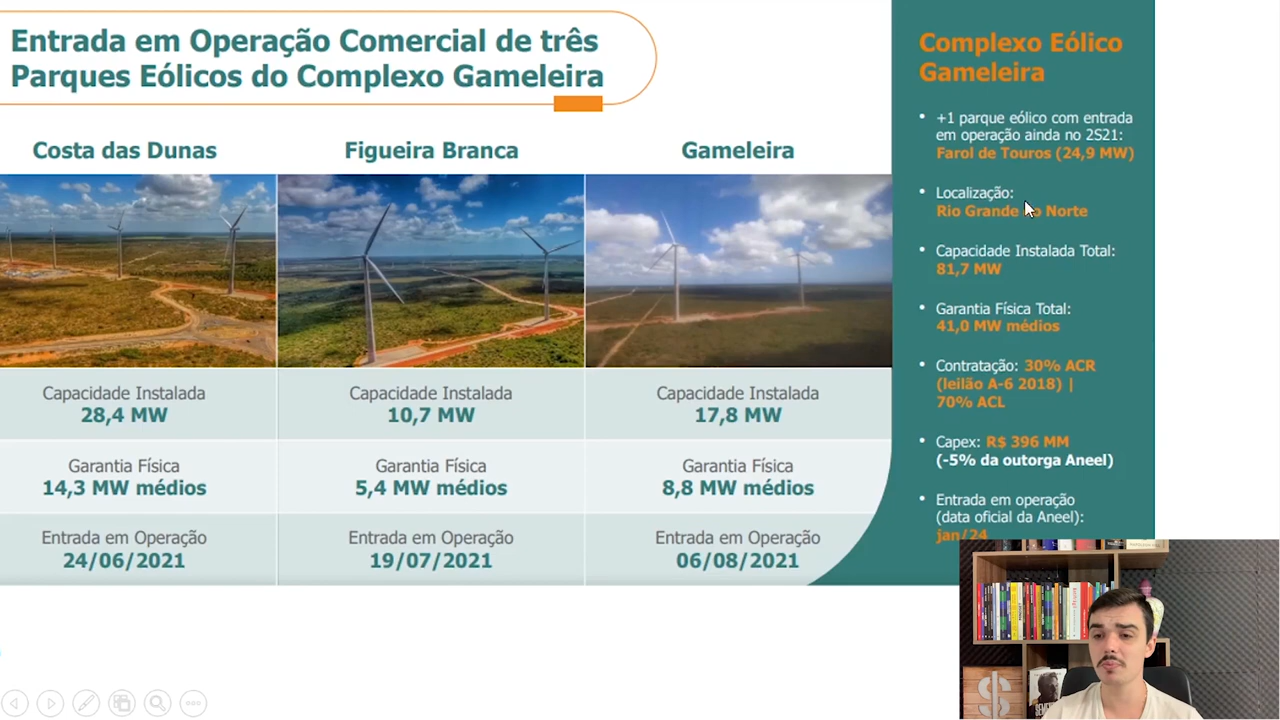 Entrada em Operação Comercial de três
Parques Eólicos do Complexo Gameleira
Costa das Dunas
Figueira Branca
Gameleira
Capacidade Instalada
28,4 MW
Capacidade Instalada
10,7 MW
Capacidade Instalada
17,8 MW
Garantia Física
14,3 MW médios
Garantia Física
5,4 MW médios
Garantia Física
8,8 MW médios
Entrada em Operação
24/06/2021
Entrada em Operação
19/07/2021
Entrada em Operação
06/08/2021
Complexo Eólico
Gameleira
• +1 parque eólico com entrada
em operação ainda no 2S21:
Farol de Touros (24,9 MW)
• Localização:
Rio Grande do Norte
• Capacidade Instalada Total:
81,7 MW
• Garantia Física Total:
41,0 MW médios
• Contratação: 30% ACR
(leilão A-6 2018) |
70% ACL
• Capex: R$ 396 MM
(-5% da outorga Aneel)
• Entrada em operação
(data oficial da Aneel):
jan/24